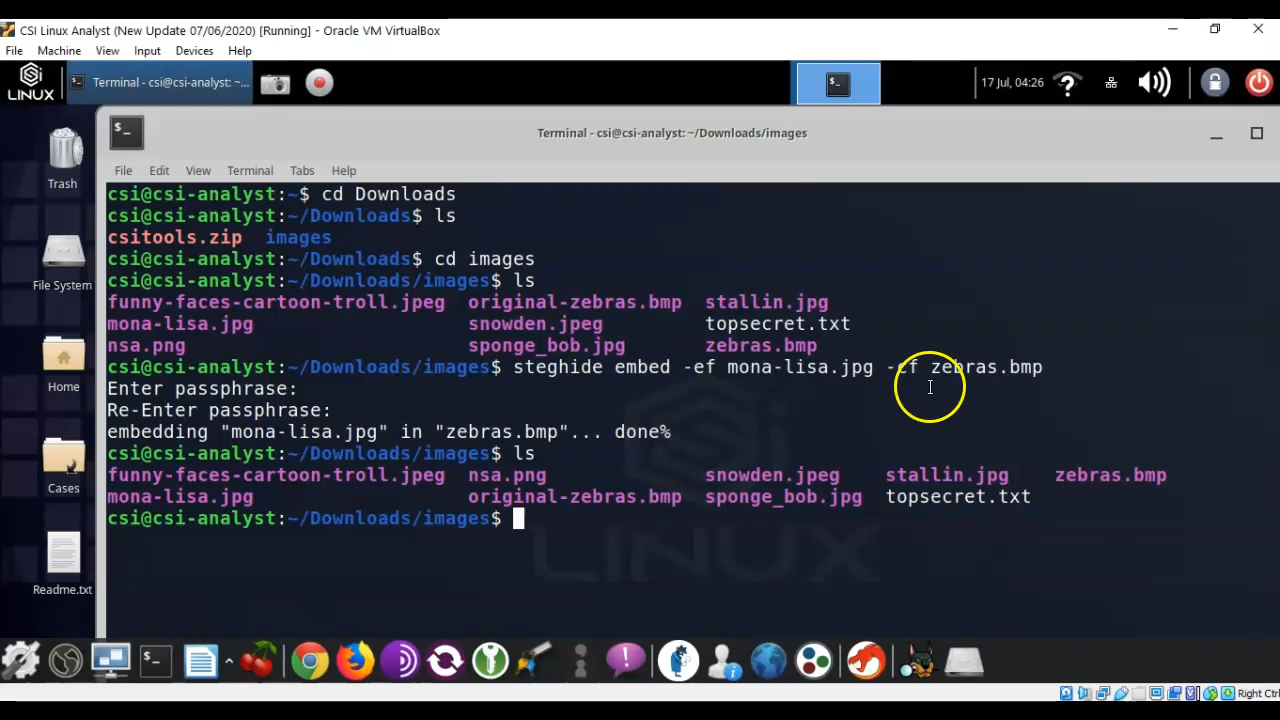 CSI Linux Analyst (New Update 07/06/2020) [Running] - Oracle VM VirtualBox
File Machine View Input Devices Help
SI LINUX
Terminal - csi@csi-analyst: ~...
17 Jul, 04:26
Terminal - csi@csi-analyst: ~/Downloads/images
File Edit View Terminal Tabs Help
Trash
File System
Home
Cases
Readme.txt
csi@csi-analyst:~$ cd Downloads
csi@csi-analyst:~/Downloads$ ls
csitools.zip images
csi@csi-analyst:~/Downloads$ cd images
csi@csi-analyst:~/Downloads/images$ ls
funny-faces-cartoon-troll.jpeg original-zebras.bmp stallin.jpg
mona-lisa.jpg snowden.jpeg topsecret.txt
nsa.png sponge_bob.jpg zebras.bmp
csi@csi-analyst:~/Downloads/images$ steghide embed -ef mona-lisa.jpg -cf zebras.bmp
Enter passphrase:
Re-Enter passphrase:
embedding "mona-lisa.jpg" in "zebras.bmp"... done%
csi@csi-analyst:~/Downloads/images$ ls
funny-faces-cartoon-troll.jpeg nsa.png snowden.jpeg stallin.jpg zebras.bmp
mona-lisa.jpg original-zebras.bmp sponge_bob.jpg topsecret.txt
csi@csi-analyst:~/Downloads/images$
LINUX
Right Ctrl